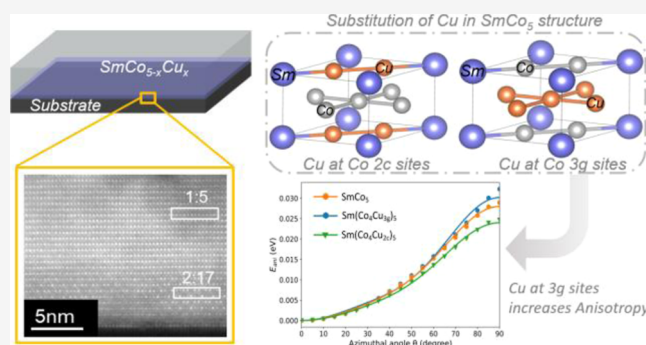 Substitution of Cu in SmCo5 structure
SmCo5-xCux
Substrate
Sm
Cu
Co
Cu at Co 2c sites
Sm
Co
Cu
Cu at Co 3g sites
1:5
2:17
5nm
SmCo5
Sm(Co4Cu3g)5
Sm(Co4Cu2c)5
Eani (eV)
0.030
0.025
0.020
0.015
0.010
0.005
0.000
0 10 20 30 40 50 60 70 80 90
Azimuthal angle θ (degree)
Cu at 3g sites
increases Anisotropy